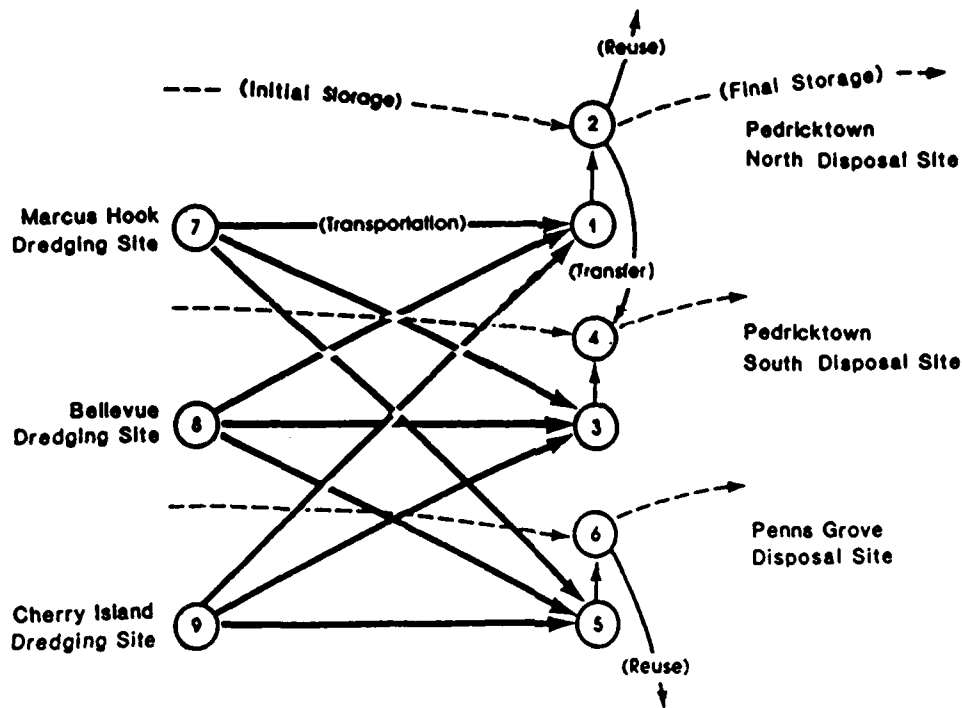 (Reuse)
(Initial Storage)
(Final Storage)
2
Pedricktown
North Disposal Site
Marcus Hook
Dredging Site
7
(Transportation)
1
(Transfer)
4
Pedricktown
South Disposal Site
Bellevue
Dredging Site
8
3
6
Penns Grove
Disposal Site
Cherry Island
Dredging Site
9
5
(Reuse)